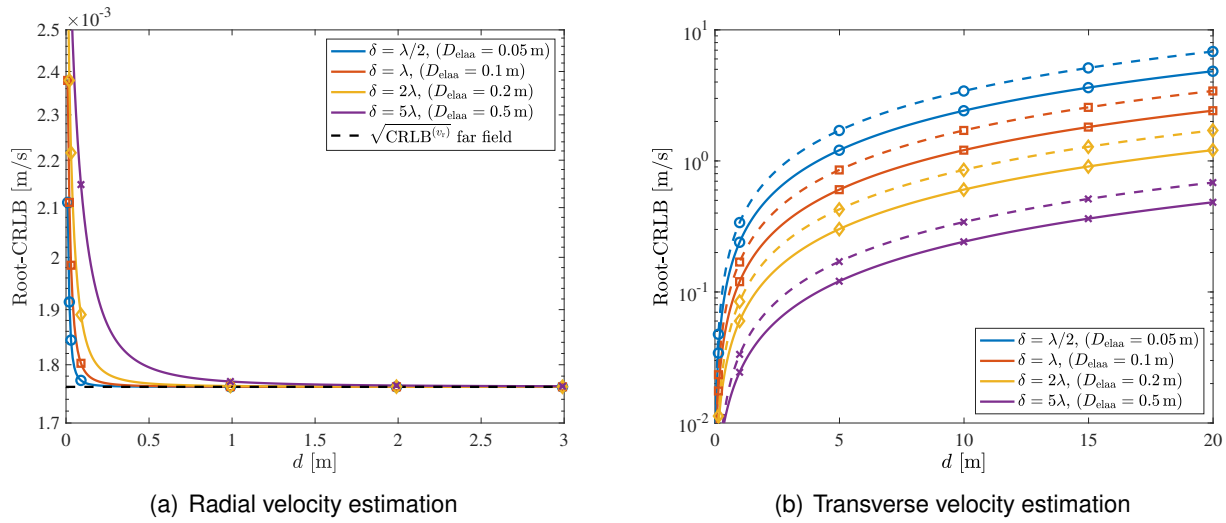 ×10⁻³
2.5
2.4
2.3
2.2
2.1
2
1.9
1.8
1.7
Root-CRLB [m/s]
0 0.5 1 1.5 2 2.5 3
d [m]
δ = λ/2, (D_elaa = 0.05 m)
δ = λ, (D_elaa = 0.1 m)
δ = 2λ, (D_elaa = 0.2 m)
δ = 5λ, (D_elaa = 0.5 m)
√CRLB^(v_r) far field
(a) Radial velocity estimation
10¹
10⁰
10⁻¹
10⁻²
Root-CRLB [m/s]
0 5 10 15 20
d [m]
δ = λ/2, (D_elaa = 0.05 m)
δ = λ, (D_elaa = 0.1 m)
δ = 2λ, (D_elaa = 0.2 m)
δ = 5λ, (D_elaa = 0.5 m)
(b) Transverse velocity estimation